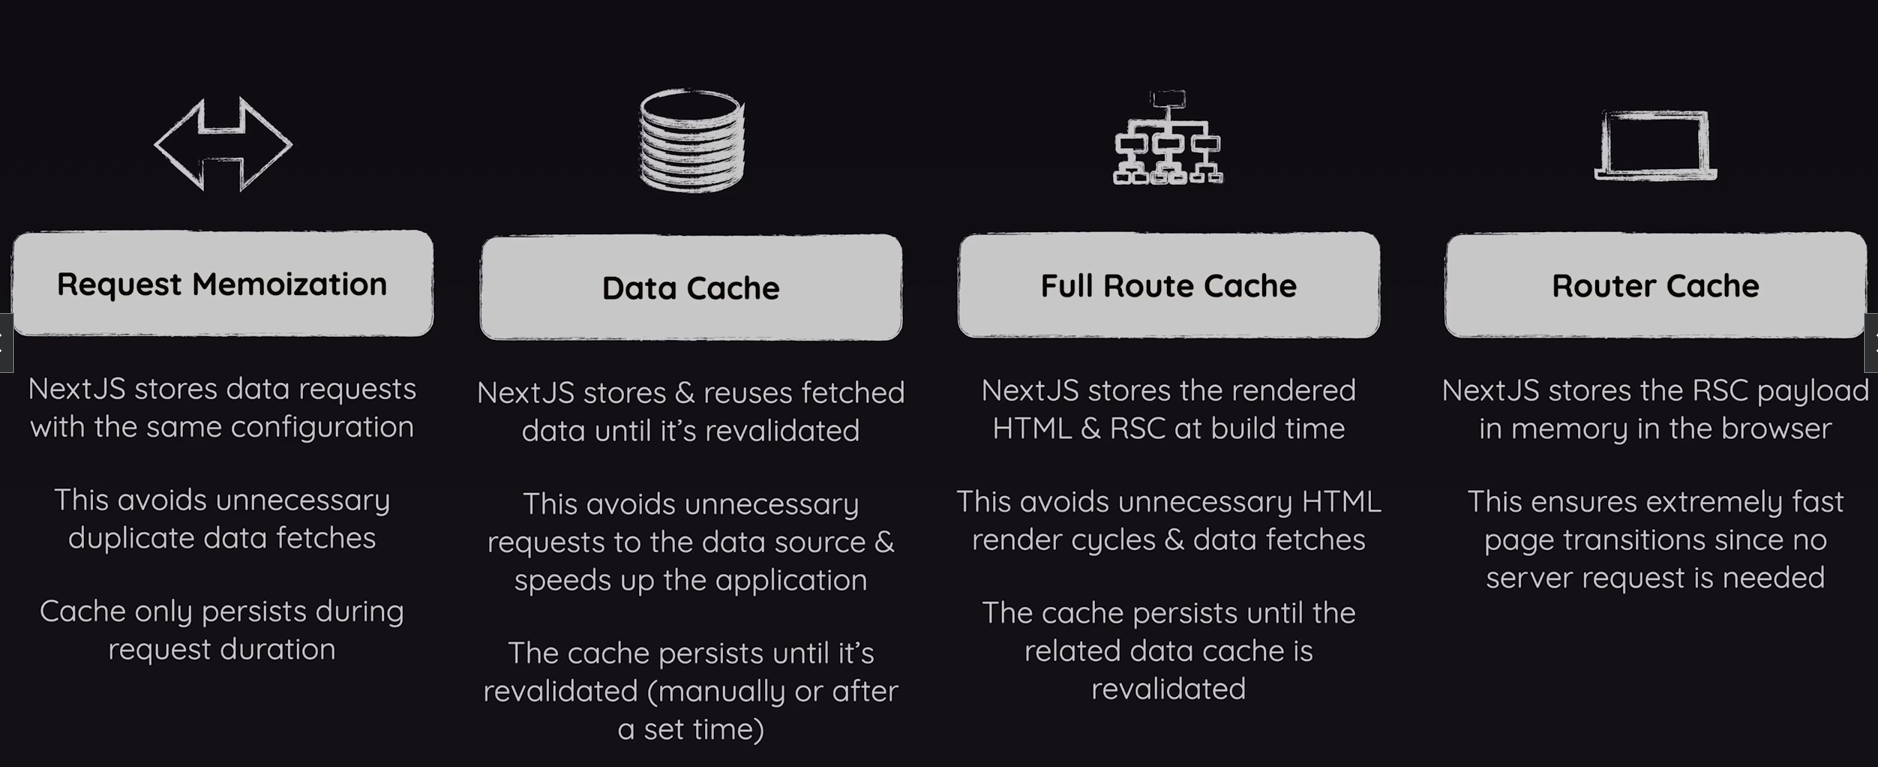 Request Memoization
NextJS stores data requests
with the same configuration
This avoids unnecessary
duplicate data fetches
Cache only persists during
request duration
Data Cache
NextJS stores & reuses fetched
data until it’s revalidated
This avoids unnecessary
requests to the data source &
speeds up the application
The cache persists until it’s
revalidated (manually or after
a set time)
Full Route Cache
NextJS stores the rendered
HTML & RSC at build time
This avoids unnecessary HTML
render cycles & data fetches
The cache persists until the
related data cache is
revalidated
Router Cache
NextJS stores the RSC payload
in memory in the browser
This ensures extremely fast
page transitions since no
server request is needed